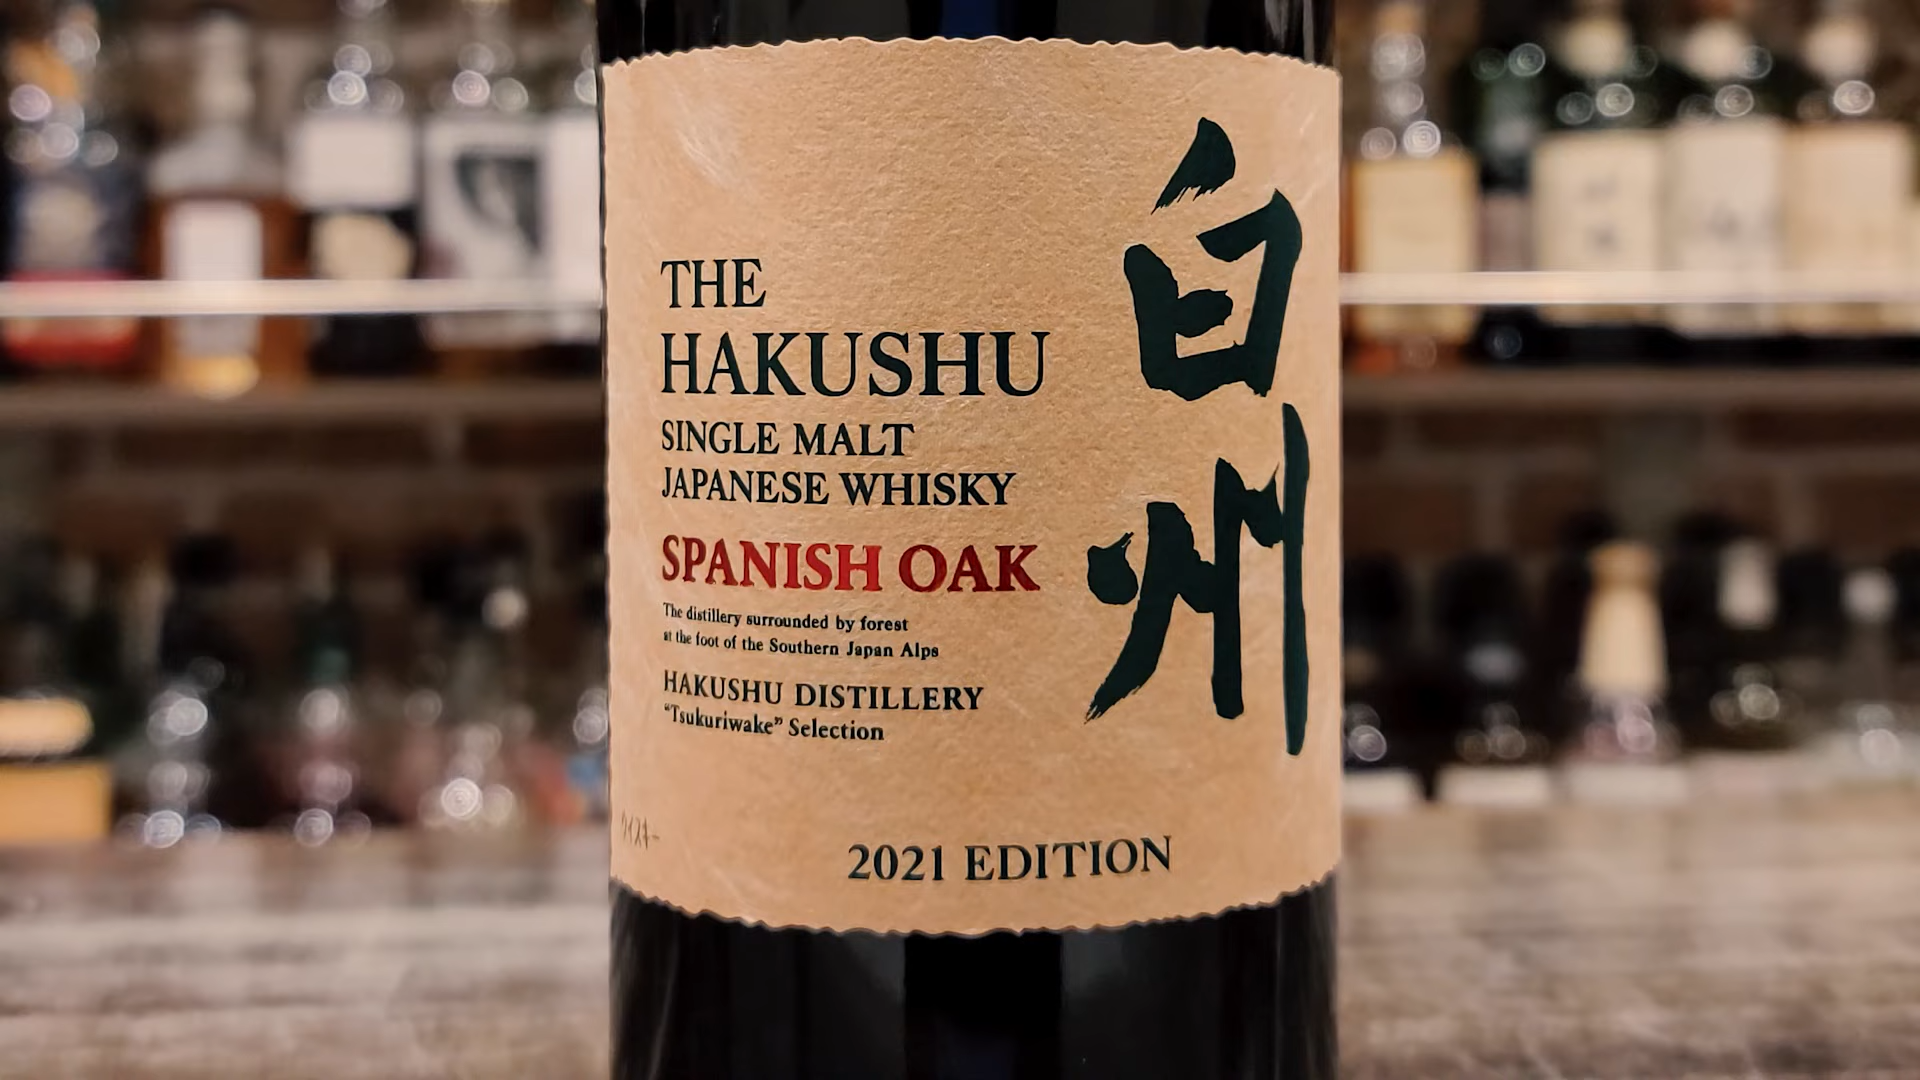 THE
HAKUSHU
SINGLE MALT
JAPANESE WHISKY
SPANISH OAK
The distillery surrounded by forest
at the foot of the Southern Japan Alps
HAKUSHU DISTILLERY
“Tsukuriwake” Selection
白州
ウイスキー
2021 EDITION